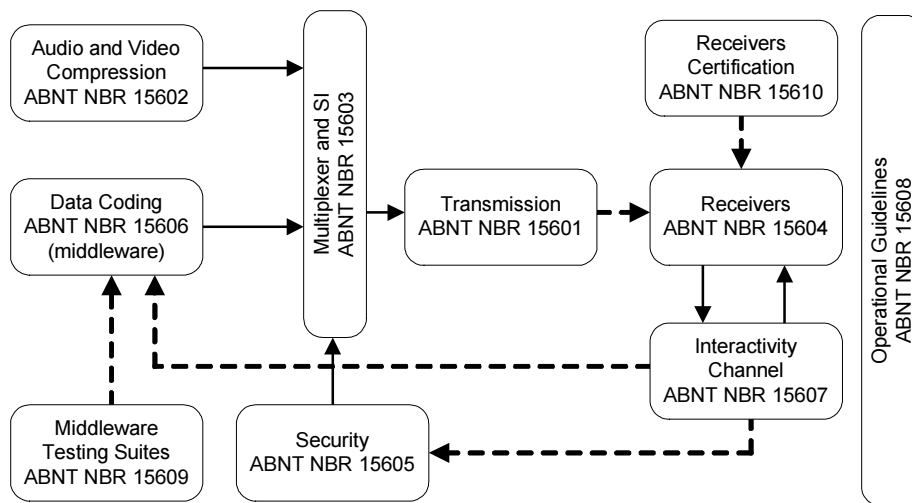 Audio and Video
Compression
ABNT NBR 15602
Multiplexer and SI
ABNT NBR 15603
Receivers
Certification
ABNT NBR 15610
Operational Guidelines
ABNT NBR 15608
Data Coding
ABNT NBR 15606
(middleware)
Transmission
ABNT NBR 15601
Receivers
ABNT NBR 15604
Interactivity
Channel
ABNT NBR 15607
Middleware
Testing Suites
ABNT NBR 15609
Security
ABNT NBR 15605